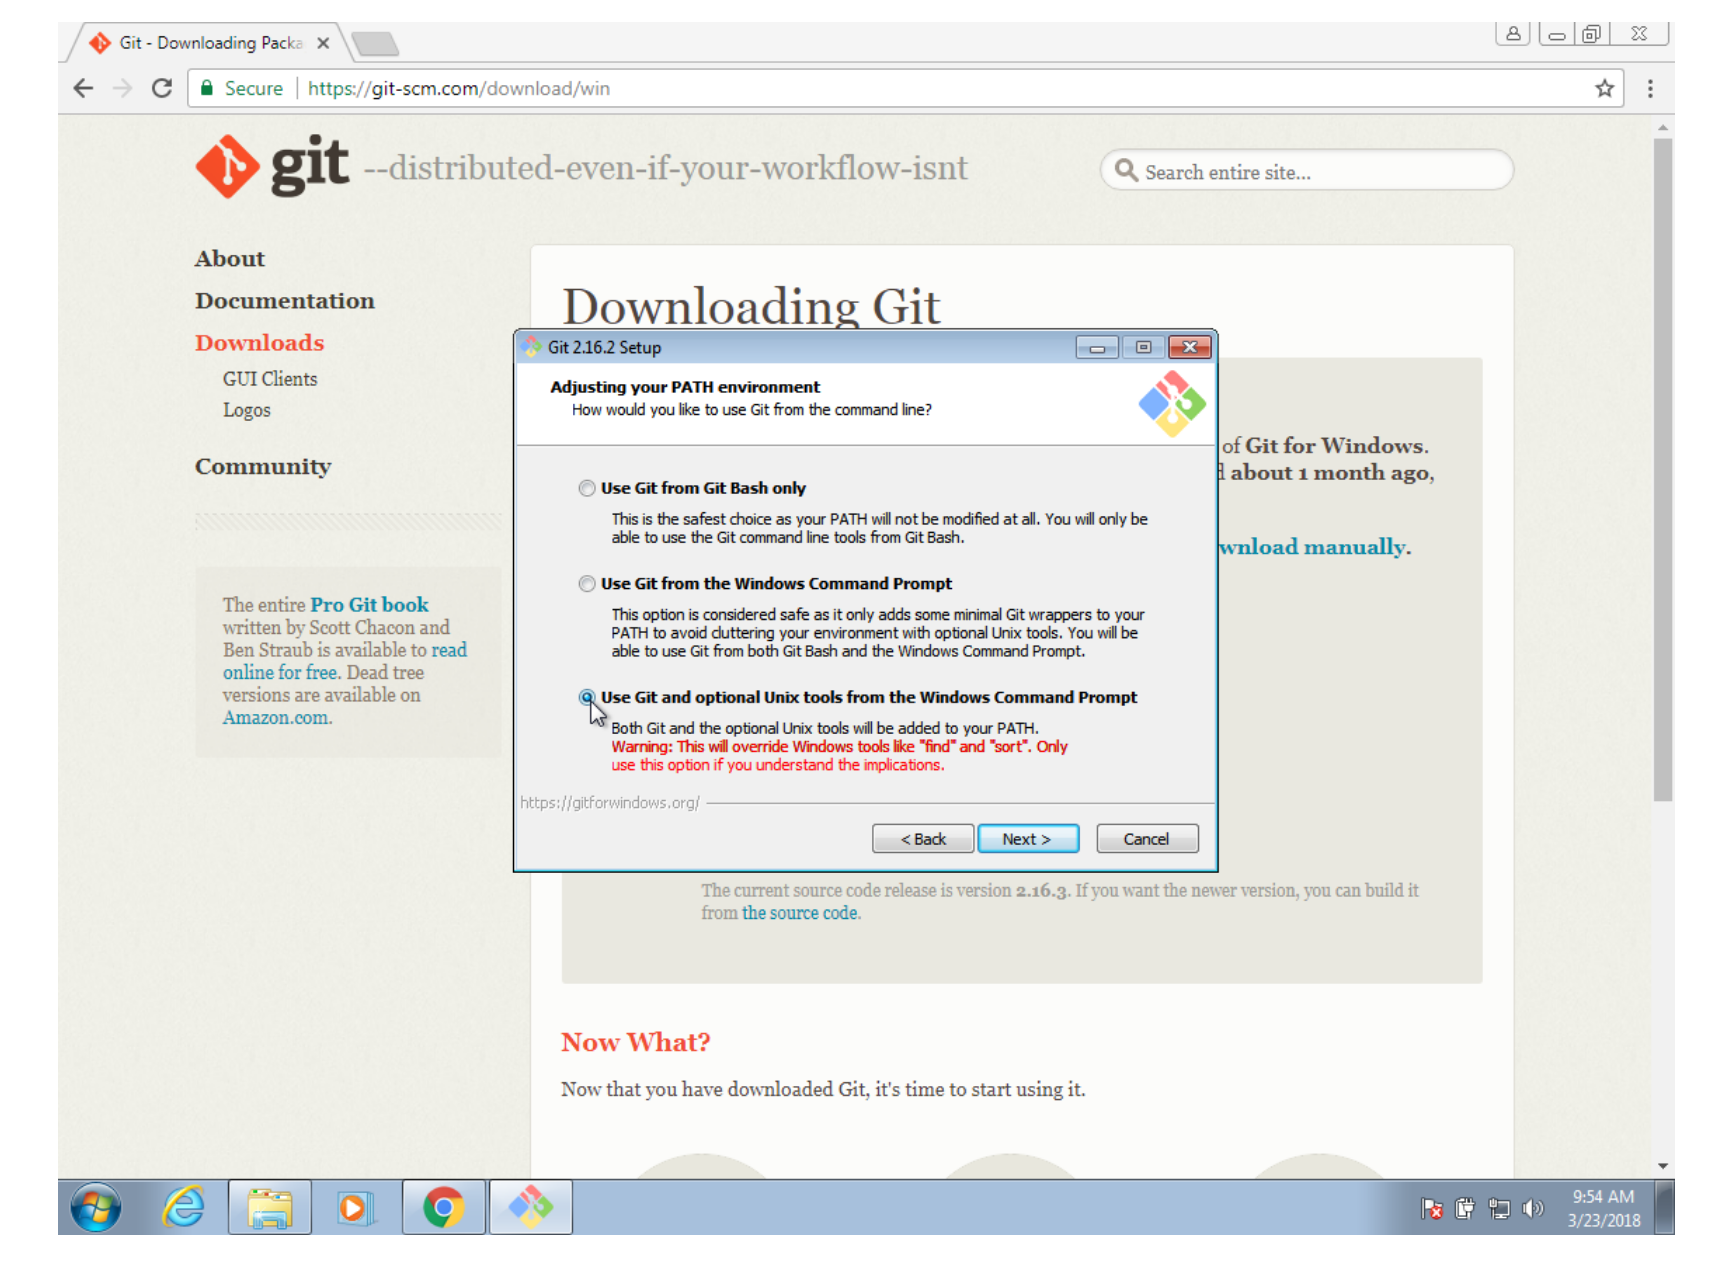 Git - Downloading Packa
Secure
https://git-scm.com/download/win
git --distributed-even-if-your-workflow-isnt
Search entire site...
About
Documentation
Downloads
GUI Clients
Logos
Community
The entire Pro Git book
written by Scott Chacon and
Ben Straub is available to read
online for free. Dead tree
versions are available on
Amazon.com.
Downloading Git
of Git for Windows.
about 1 month ago,
wnload manually.
Git 2.16.2 Setup
Adjusting your PATH environment
How would you like to use Git from the command line?
Use Git from Git Bash only
This is the safest choice as your PATH will not be modified at all. You will only be
able to use the Git command line tools from Git Bash.
Use Git from the Windows Command Prompt
This option is considered safe as it only adds some minimal Git wrappers to your
PATH to avoid cluttering your environment with optional Unix tools. You will be
able to use Git from both Git Bash and the Windows Command Prompt.
Use Git and optional Unix tools from the Windows Command Prompt
Both Git and the optional Unix tools will be added to your PATH.
Warning: This will override Windows tools like "find" and "sort". Only
use this option if you understand the implications.
https://gitforwindows.org/
< Back
Next >
Cancel
The current source code release is version 2.16.3. If you want the newer version, you can build it
from the source code.
Now What?
Now that you have downloaded Git, it's time to start using it.
9:54 AM
3/23/2018